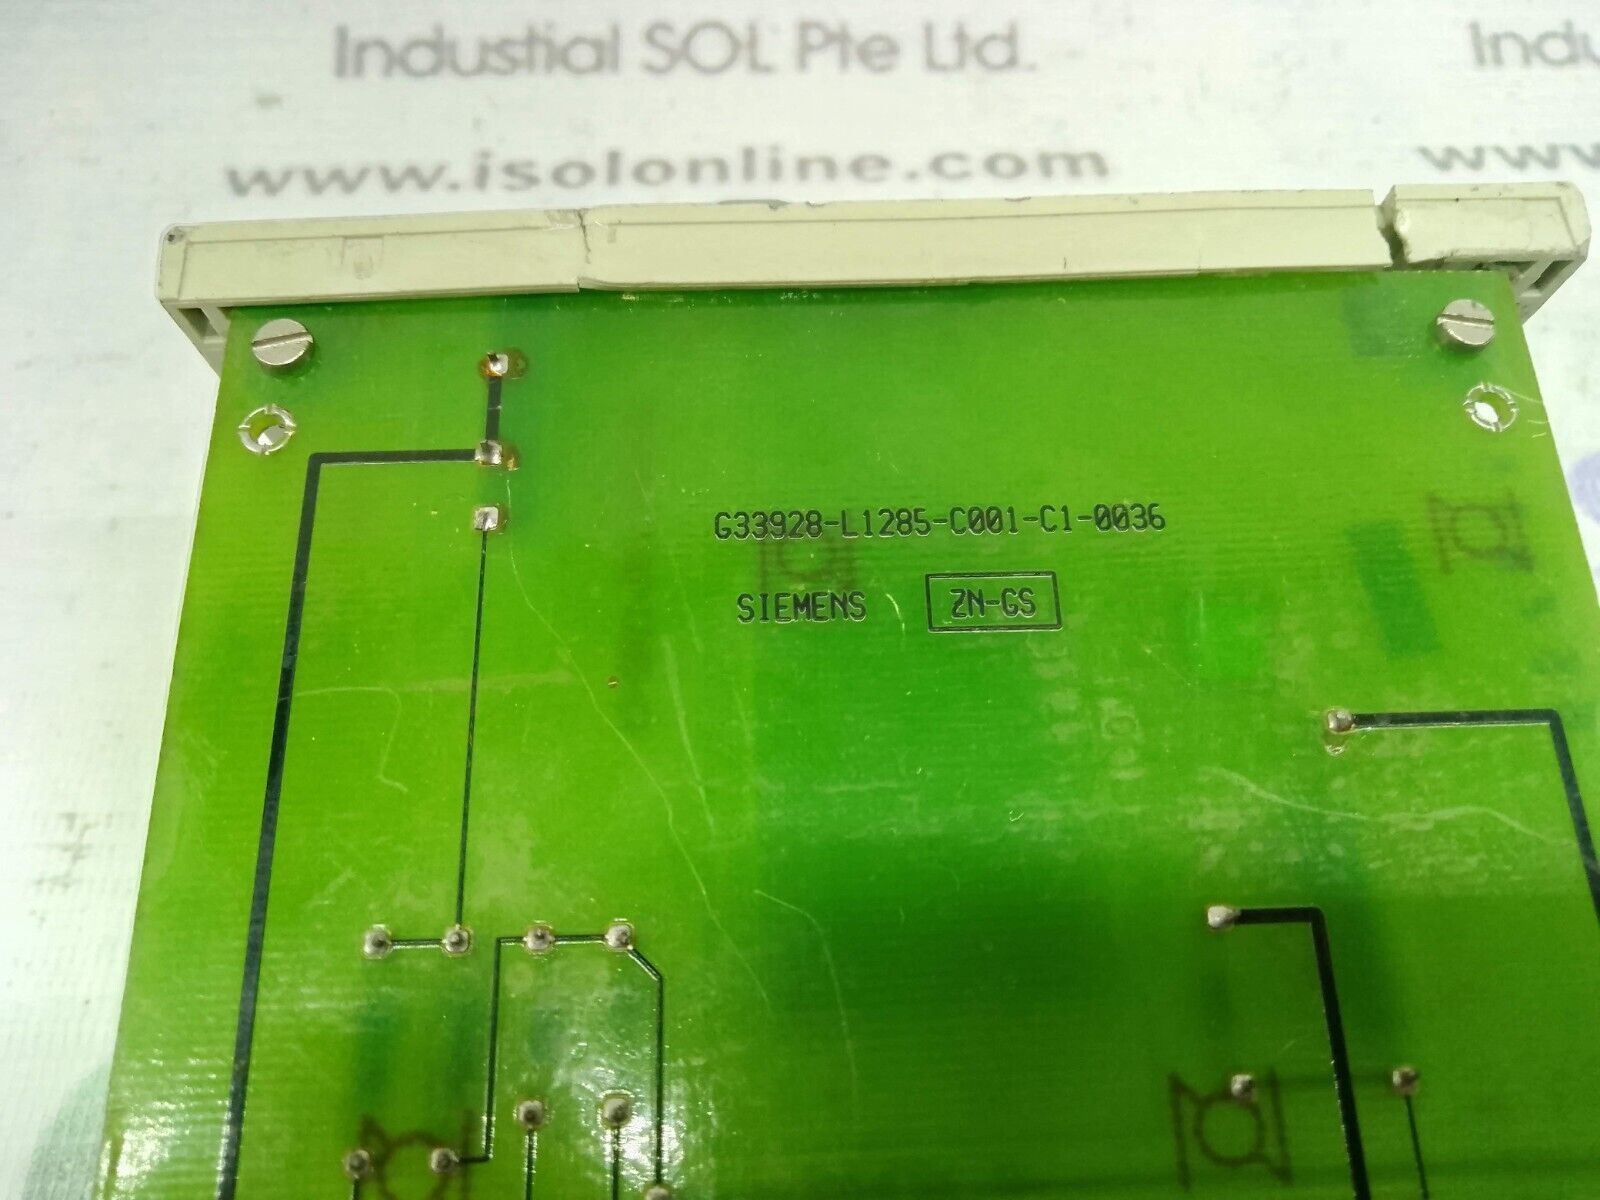 Industial SOL Pte Ltd.
Indu
www.isolonline.com
www
G33928-L1285-C001-C1-0036
SIEMENS
ZN-GS